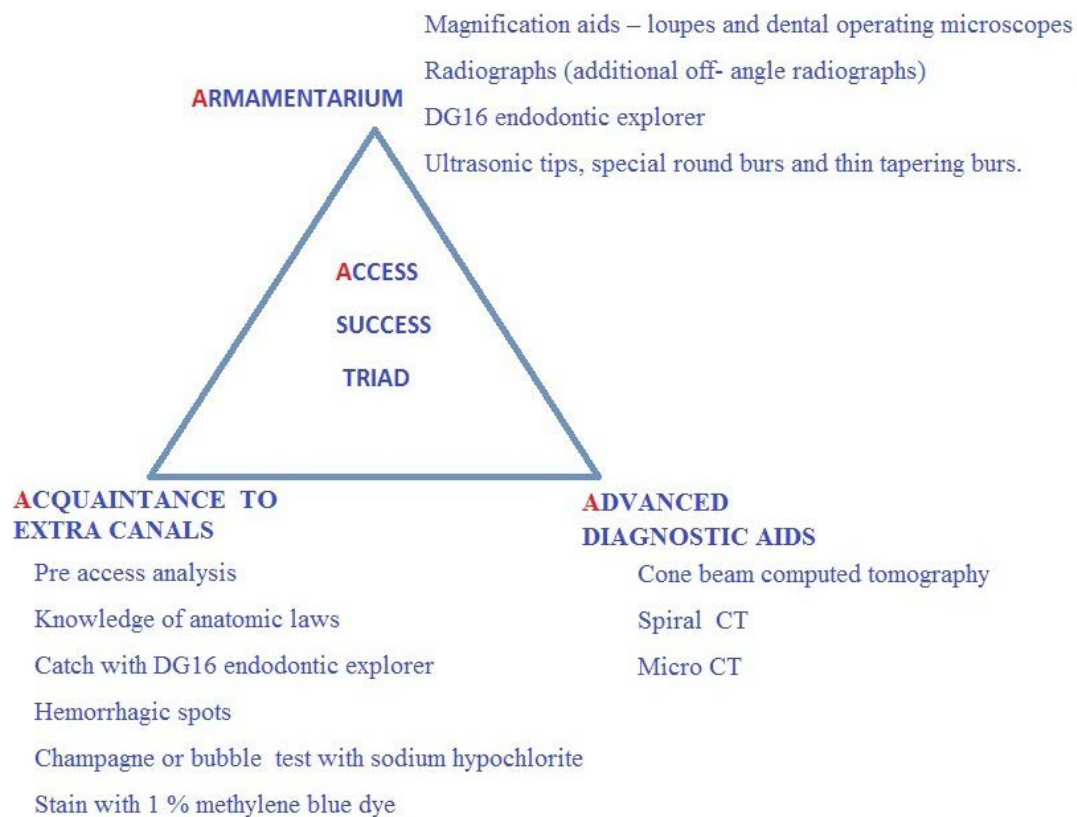 Magnification aids – loupes and dental operating microscopes
Radiographs (additional off- angle radiographs)
ARMAMENTARIUM
DG16 endodontic explorer
Ultrasonic tips, special round burs and thin tapering burs.
ACCESS
SUCCESS
TRIAD
ACQUAINTANCE TO
EXTRA CANALS
Pre access analysis
Knowledge of anatomic laws
Catch with DG16 endodontic explorer
Hemorrhagic spots
Champagne or bubble test with sodium hypochlorite
Stain with 1 % methylene blue dye
ADVANCED
DIAGNOSTIC AIDS
Cone beam computed tomography
Spiral CT
Micro CT